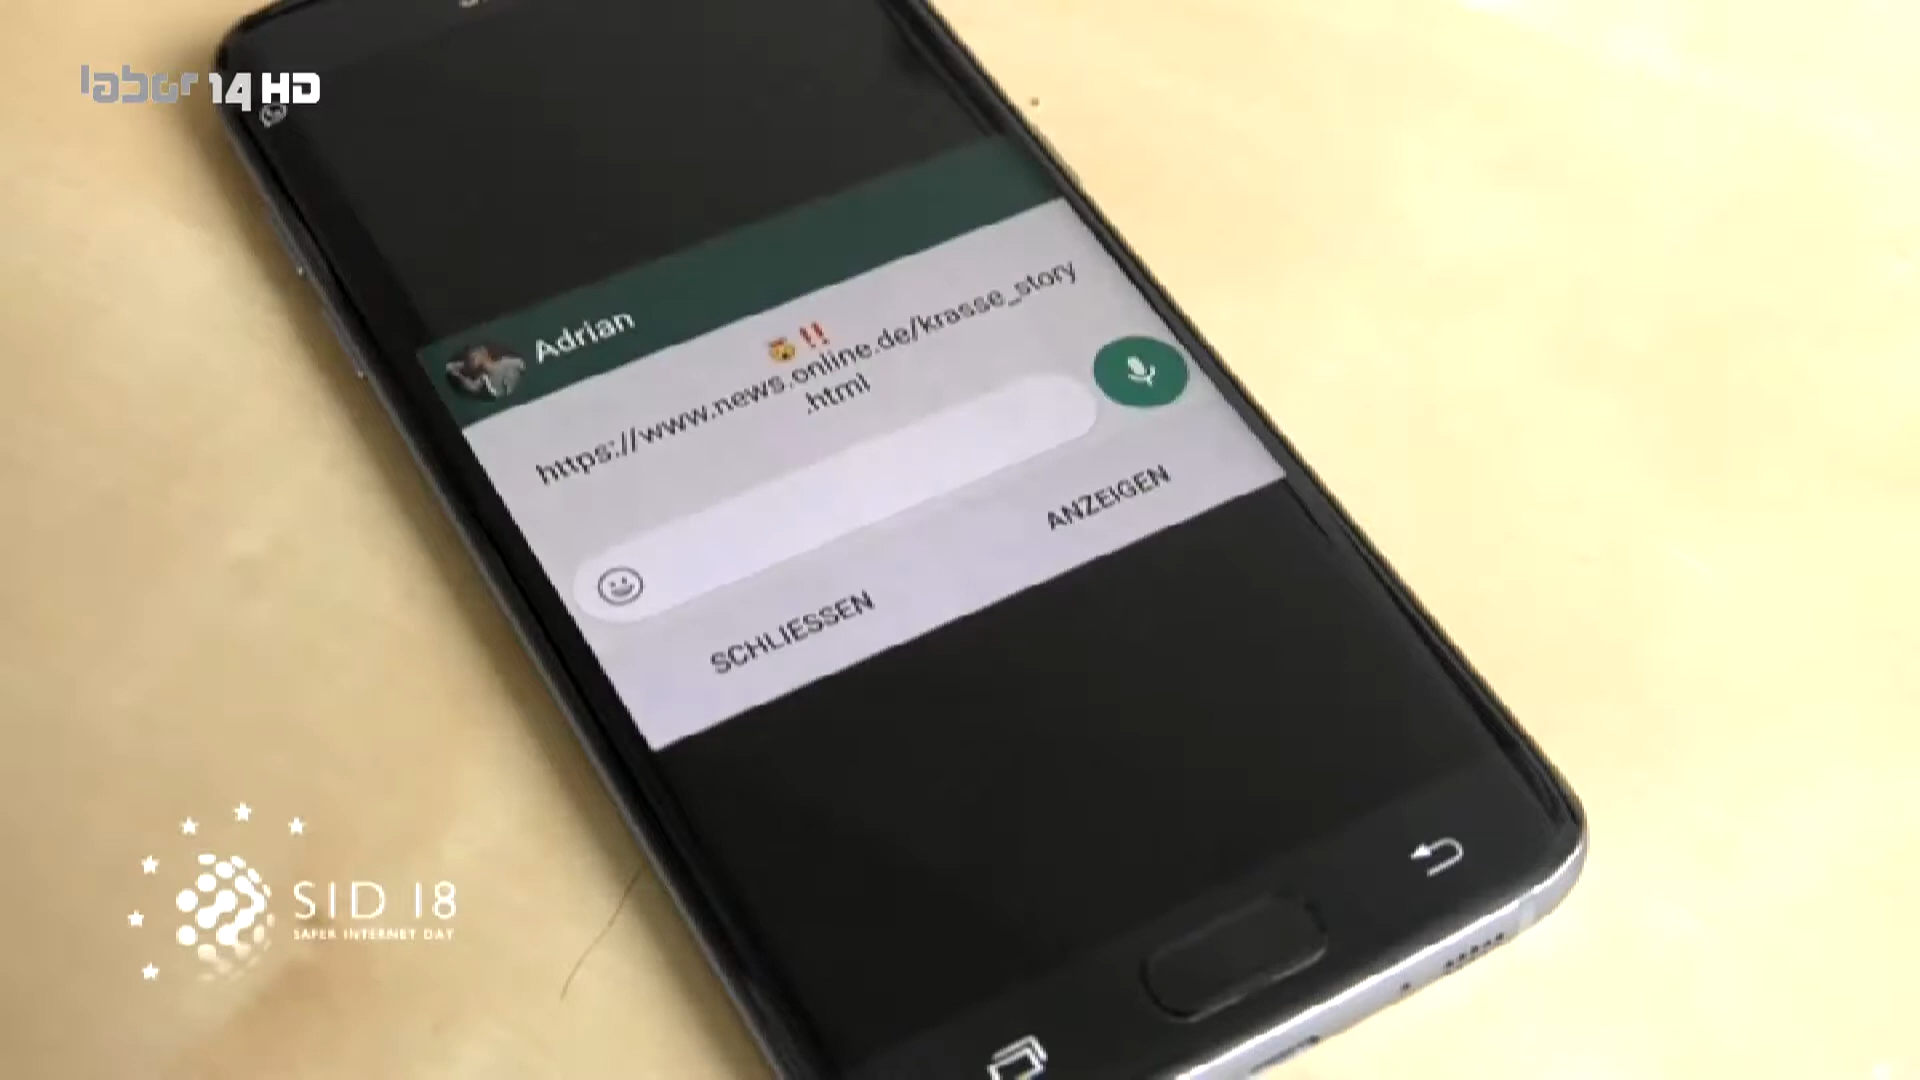 labor 14 HD
Adrian
🤯‼
https://www.news.online.de/krasse_story
.html
ANZEIGEN
SCHLIESSEN
SID 18
SAFER INTERNET DAY